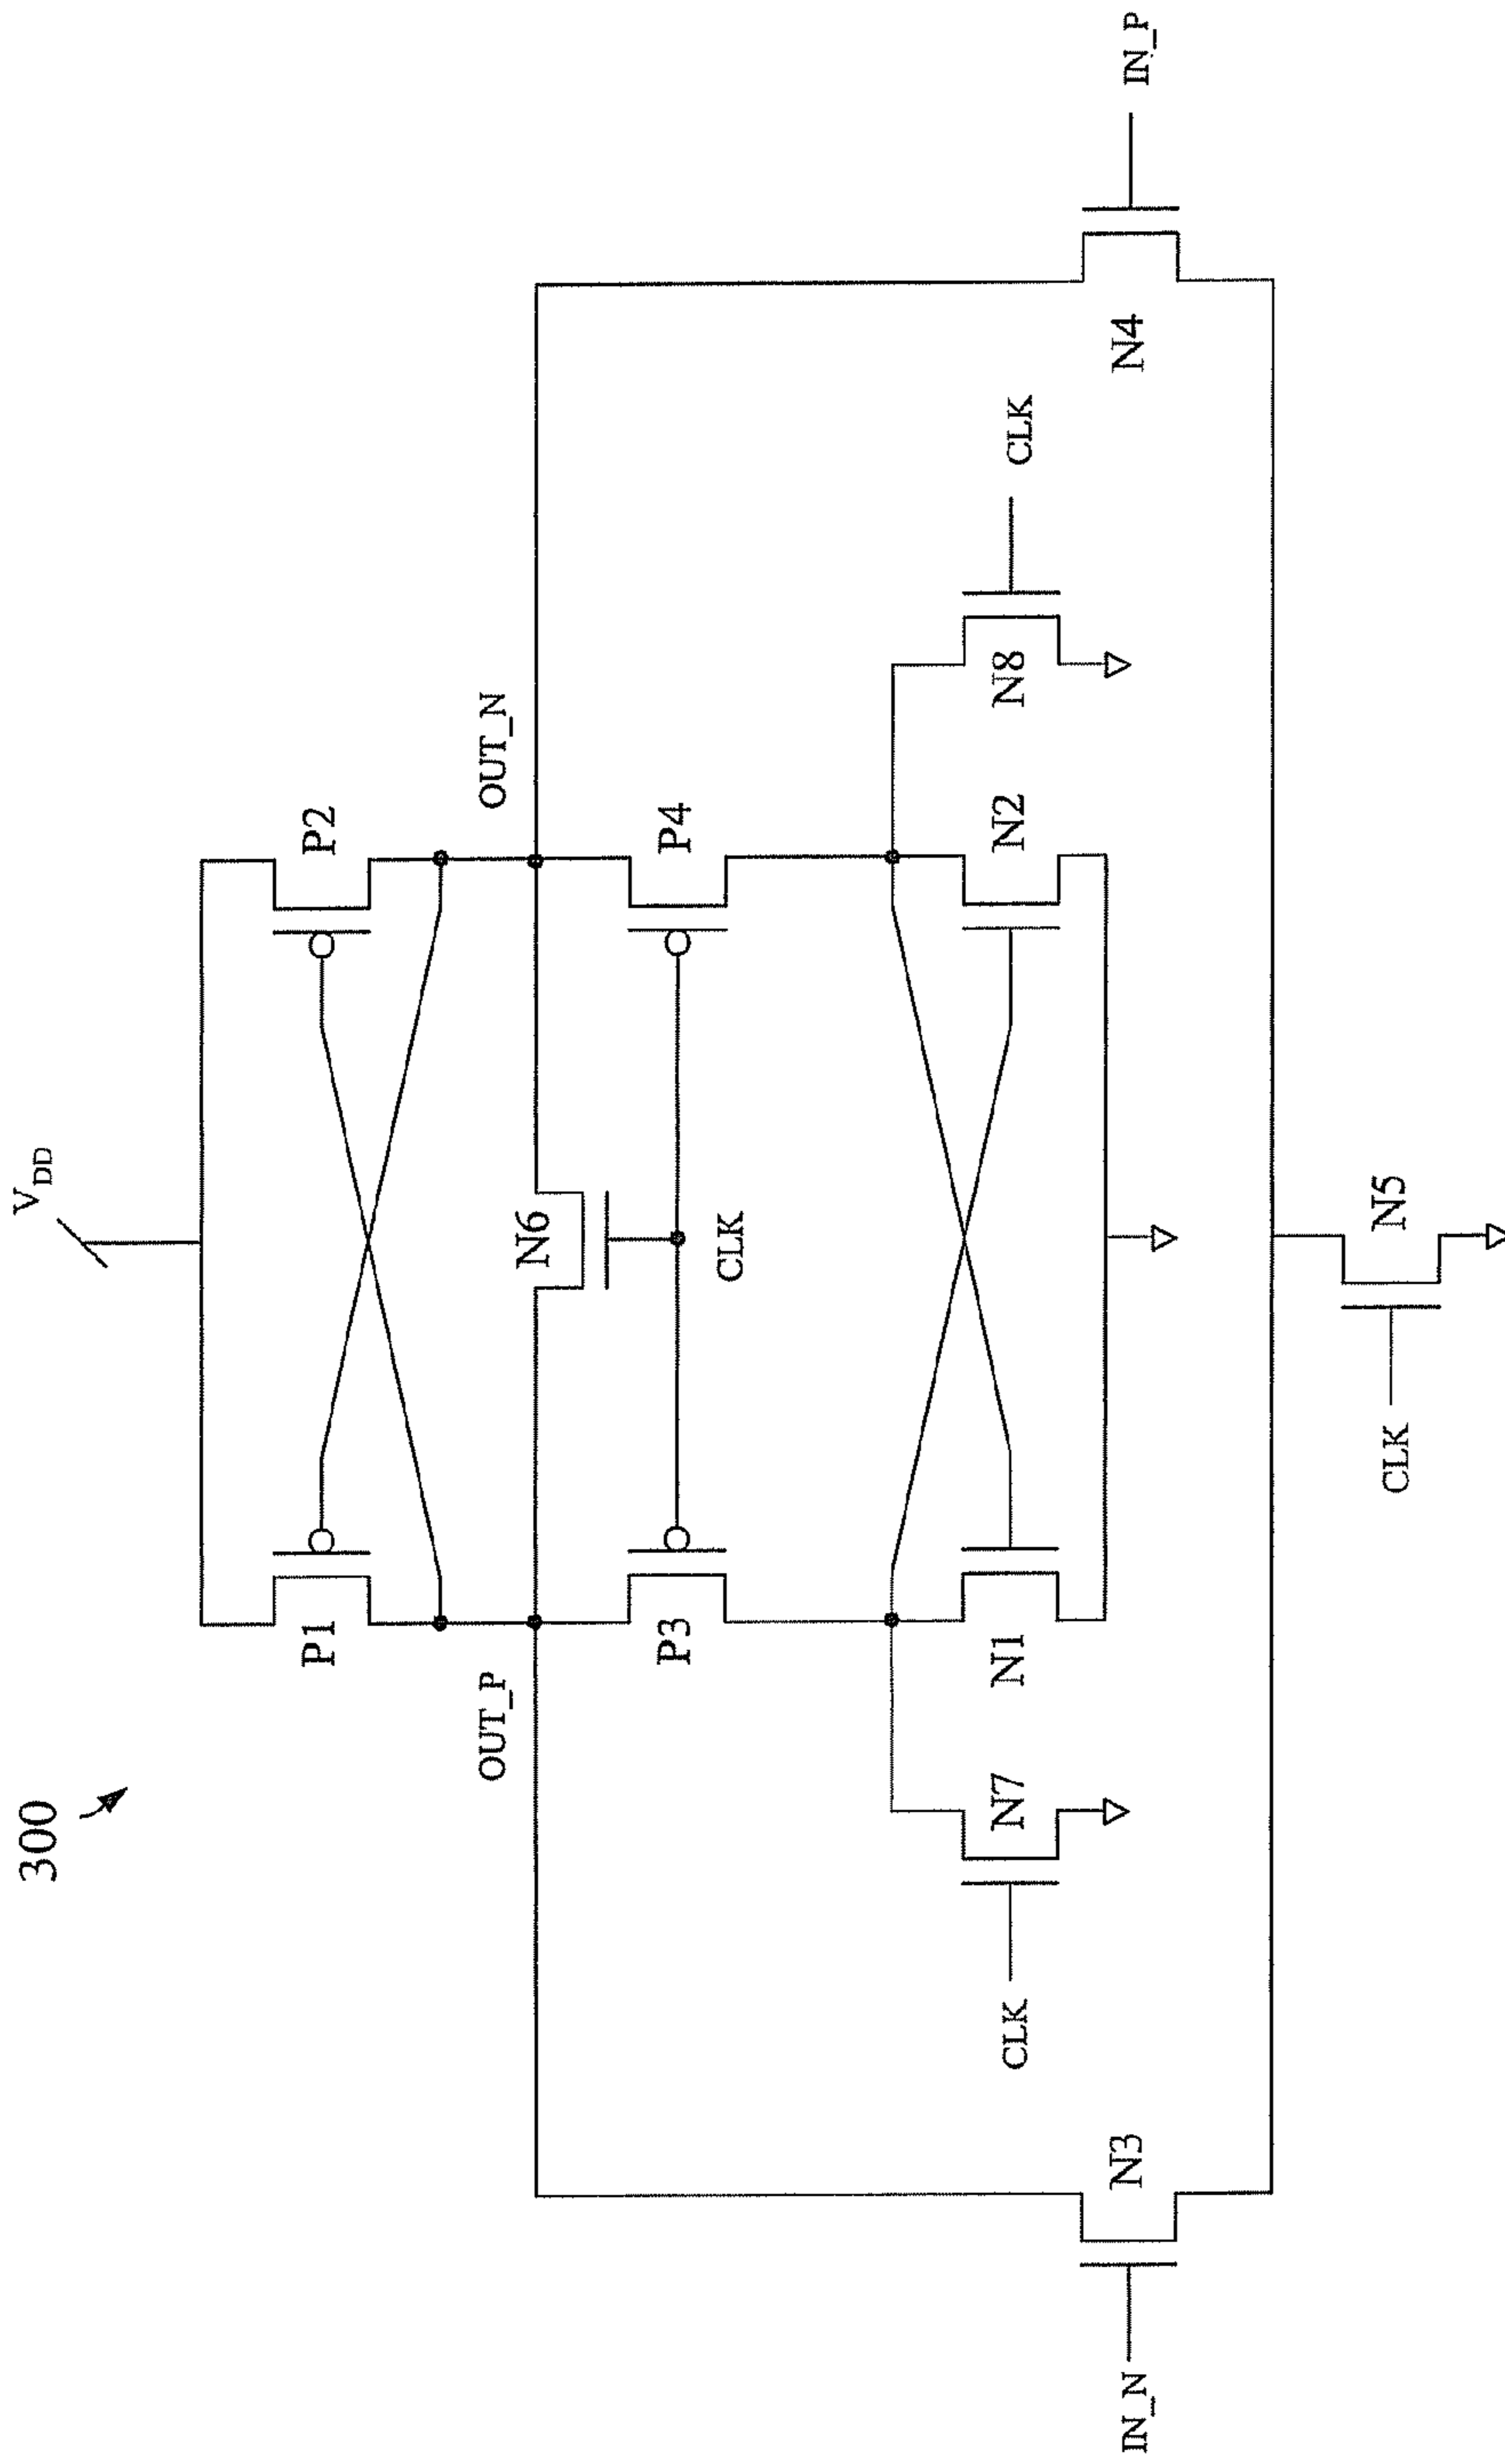 300
V_DD
P1
P2
OUT_P
OUT_N
N6
P3
P4
CLK
CLK
N7
N1
N2
N8
CLK
IN_N
N3
N4
IN_P
CLK
N5